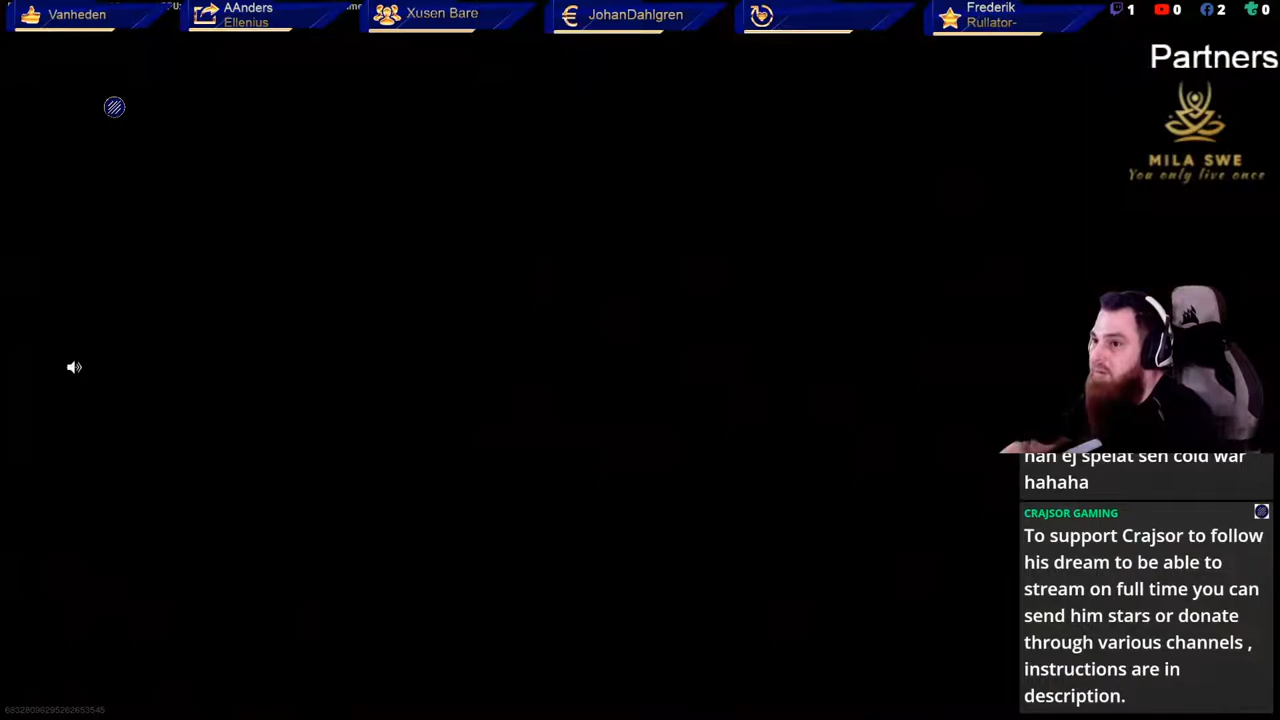 Vanheden
AAnders
Ellenius
Xusen Bare
JohanDahlgren
Frederik
Rullator-
1
0
2
0
Partners
MILA SWE
You only live once
han ej spelat sen cold war
hahaha
CRAJSOR GAMING
To support Crajsor to follow
his dream to be able to
stream on full time you can
send him stars or donate
through various channels ,
instructions are in
description.